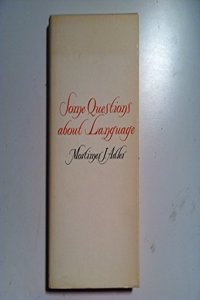 Some Questions
about Language
Mortimer J Adler